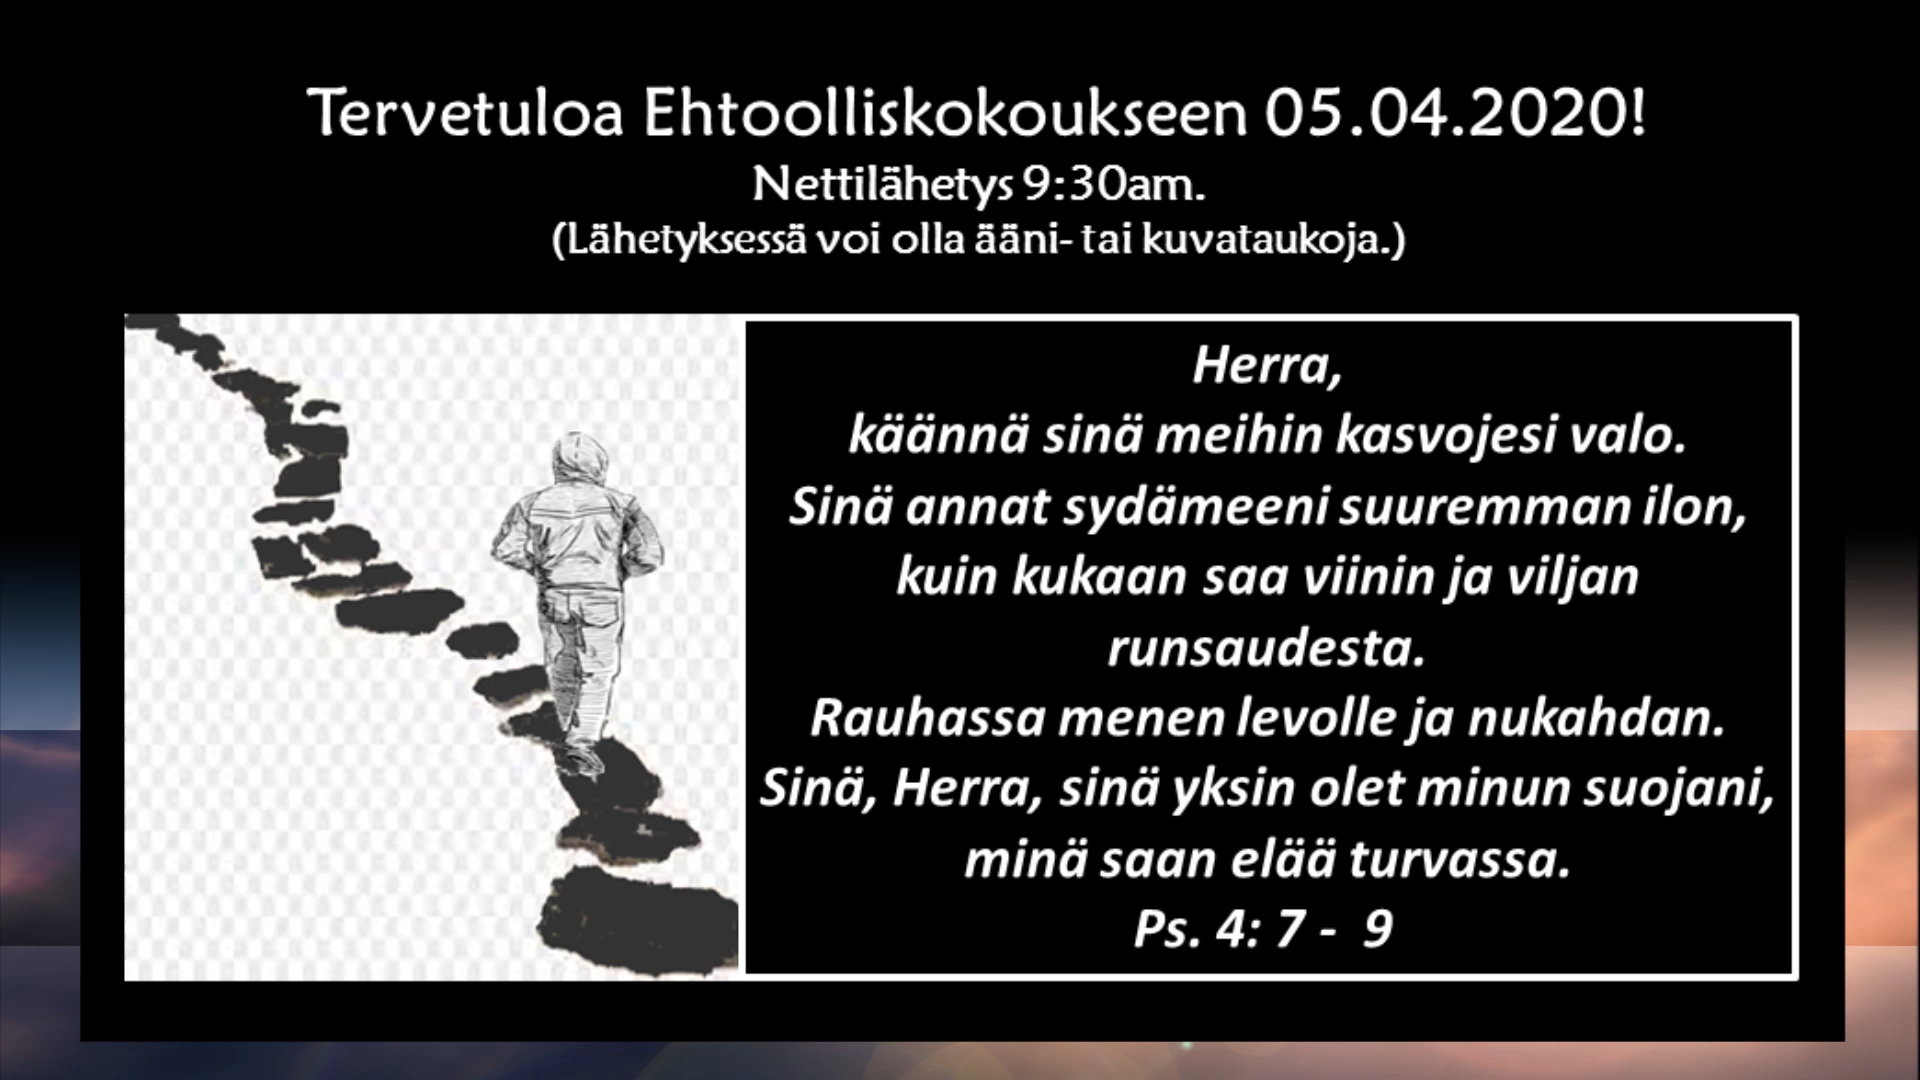 Tervetuloa Ehtoolliskokoukseen 05.04.2020!
Nettilähetys 9:30am.
(Lähetyksessä voi olla ääni- tai kuvataukoja.)
Herra,
käännä sinä meihin kasvojesi valo.
Sinä annat sydämeeni suuremman ilon,
kuin kukaan saa viinin ja viljan
runsaudesta.
Rauhassa menen levolle ja nukahdan.
Sinä, Herra, sinä yksin olet minun suojani,
minä saan elää turvassa.
Ps. 4: 7 - 9